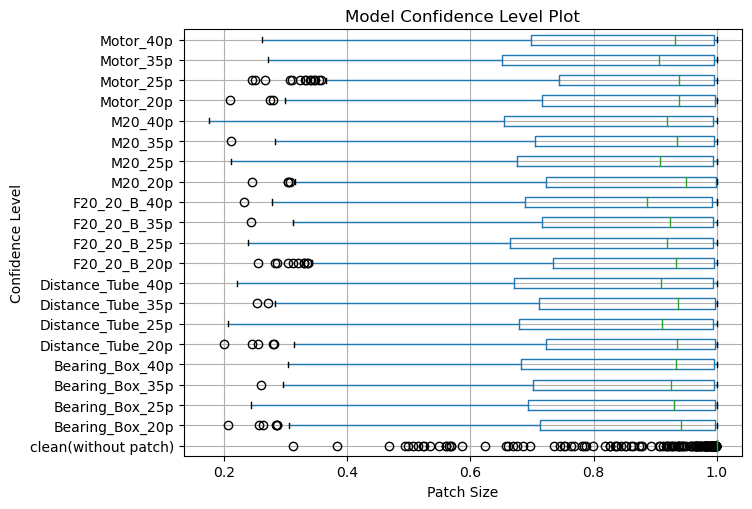 Model Confidence Level Plot
Confidence Level
Motor_40p
Motor_35p
Motor_25p
Motor_20p
M20_40p
M20_35p
M20_25p
M20_20p
F20_20_B_40p
F20_20_B_35p
F20_20_B_25p
F20_20_B_20p
Distance_Tube_40p
Distance_Tube_35p
Distance_Tube_25p
Distance_Tube_20p
Bearing_Box_40p
Bearing_Box_35p
Bearing_Box_25p
Bearing_Box_20p
clean(without patch)
0.2 0.4 0.6 0.8 1.0
Patch Size